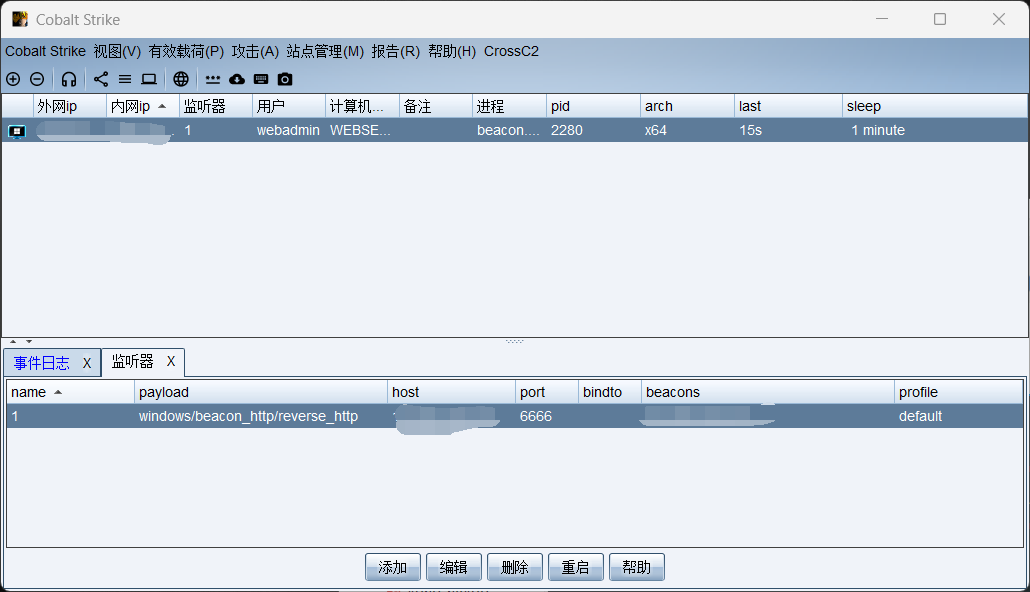 Cobalt Strike
Cobalt Strike 视图(V) 有效载荷(P) 攻击(A) 站点管理(M) 报告(R) 帮助(H) CrossC2
外网ip 内网ip 监听器 用户 计算机... 备注 进程 pid arch last sleep
1 webadmin WEBSE... beacon.... 2280 x64 15s 1 minute
事件日志 X 监听器 X
name payload host port bindto beacons profile
1 windows/beacon_http/reverse_http 6666 default
添加 编辑 删除 重启 帮助